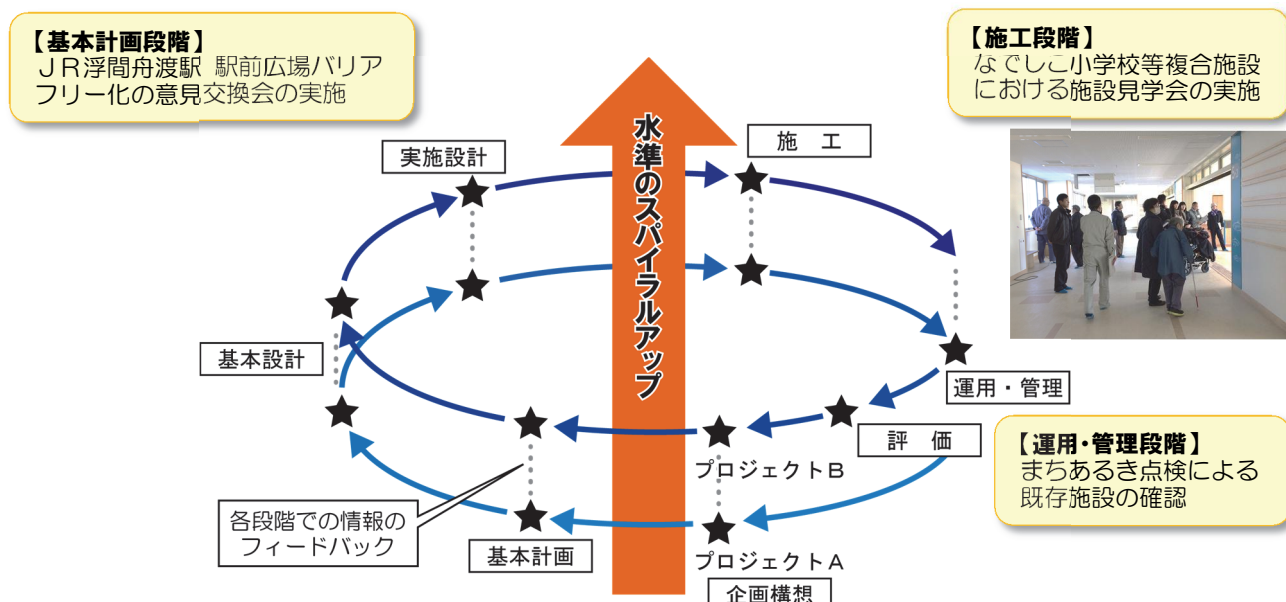 【基本計画段階】
JR浮間舟渡駅 駅前広場バリア
フリー化の意見交換会の実施
【施工段階】
なでしこ小学校等複合施設
における施設見学会の実施
水準のスパイラルアップ
実施設計
施 工
基本設計
運用・管理
評 価
プロジェクトB
【運用・管理段階】
まちあるき点検による
既存施設の確認
各段階での情報の
フィードバック
基本計画
プロジェクトA
企画構想